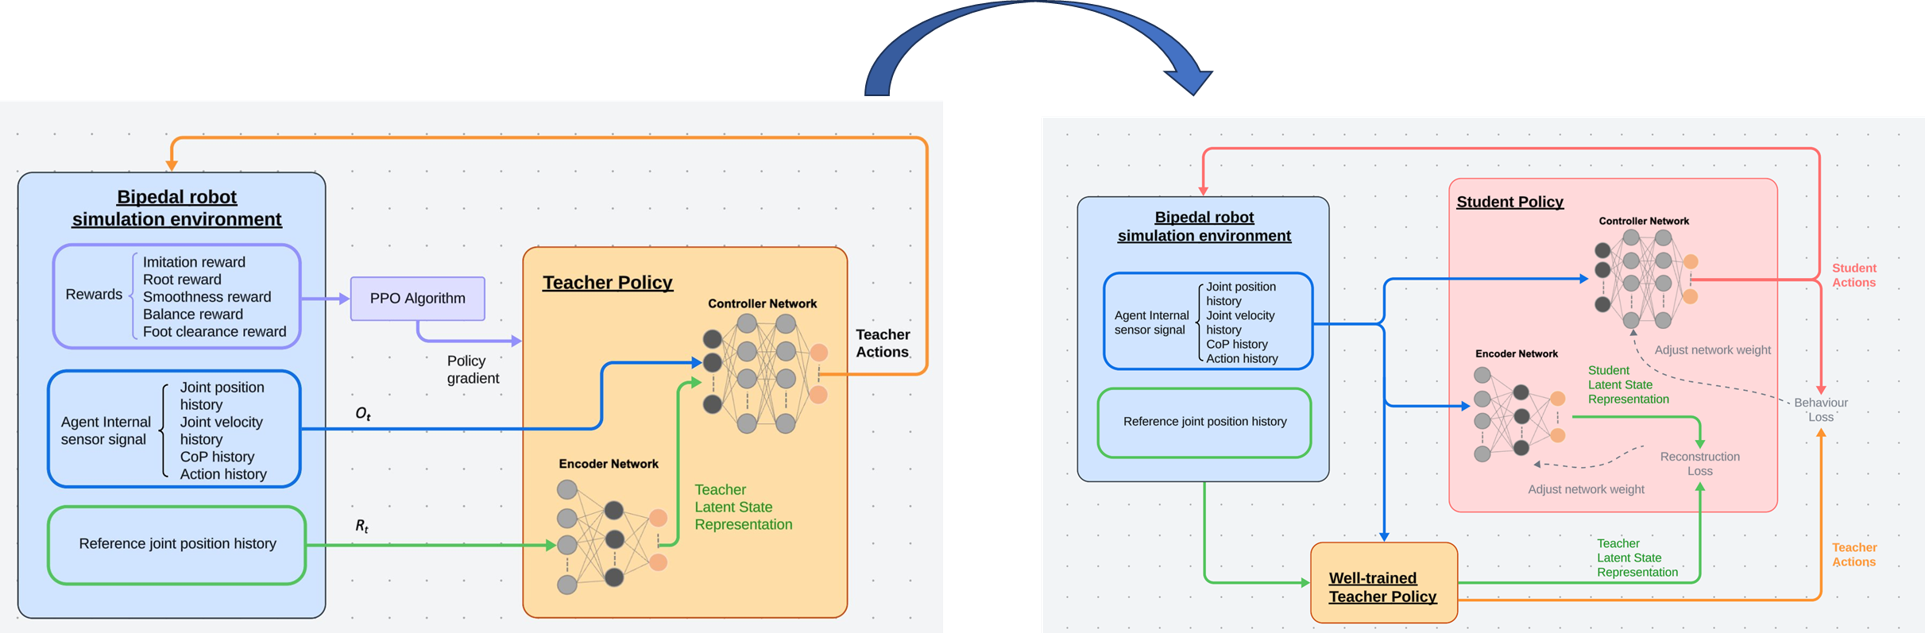 Bipedal robot
simulation environment
Rewards
Imitation reward
Root reward
Smoothness reward
Balance reward
Foot clearance reward
Agent Internal
sensor signal
Joint position
history
Joint velocity
history
CoP history
Action history
Reference joint position history
PPO Algorithm
Policy
gradient
Ot
Rt
Teacher Policy
Controller Network
Encoder Network
Teacher
Latent State
Representation
Teacher
Actions
Bipedal robot
simulation environment
Agent Internal
sensor signal
Joint position
history
Joint velocity
history
CoP history
Action history
Reference joint position history
Student Policy
Controller Network
Adjust network weight
Encoder Network
Student
Latent State
Representation
Reconstruction
Loss
Adjust network weight
Student
Actions
Behaviour
Loss
Teacher
Latent State
Representation
Teacher
Actions
Well-trained
Teacher Policy